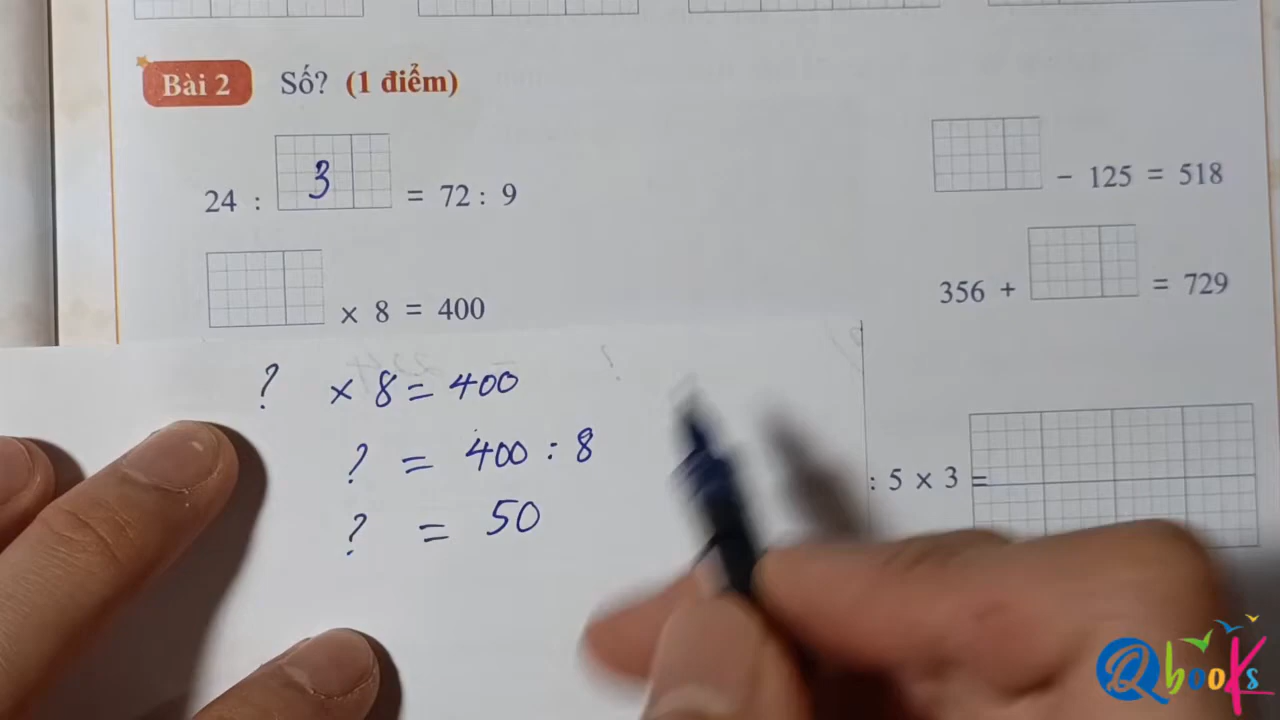 Bài 2 Số? (1 điểm)
24 : 3 = 72 : 9
- 125 = 518
× 8 = 400
356 + = 729
? × 8 = 400
? = 400 : 8
? = 50
: 5 × 3 =
Qbooks